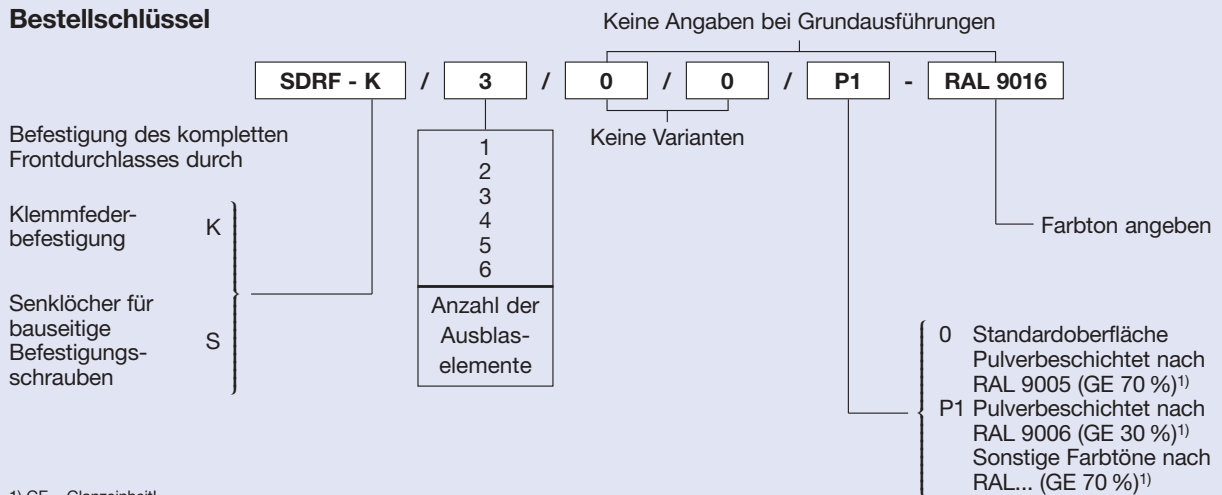 Bestellschlüssel
Keine Angaben bei Grundausführungen
SDRF - K / 3 / 0 / 0 / P1 - RAL 9016
Keine Varianten
Befestigung des kompletten
Frontdurchlasses durch
Klemmfeder-
befestigung K
Senklöcher für
bauseitige
Befestigungs-
schrauben S
1
2
3
4
5
6
Anzahl der
Ausblas-
elemente
Farbton angeben
0 Standardoberfläche
Pulverbeschichtet nach
RAL 9005 (GE 70 %)1)
P1 Pulverbeschichtet nach
RAL 9006 (GE 30 %)1)
Sonstige Farbtöne nach
RAL... (GE 70 %)1)
1) GE